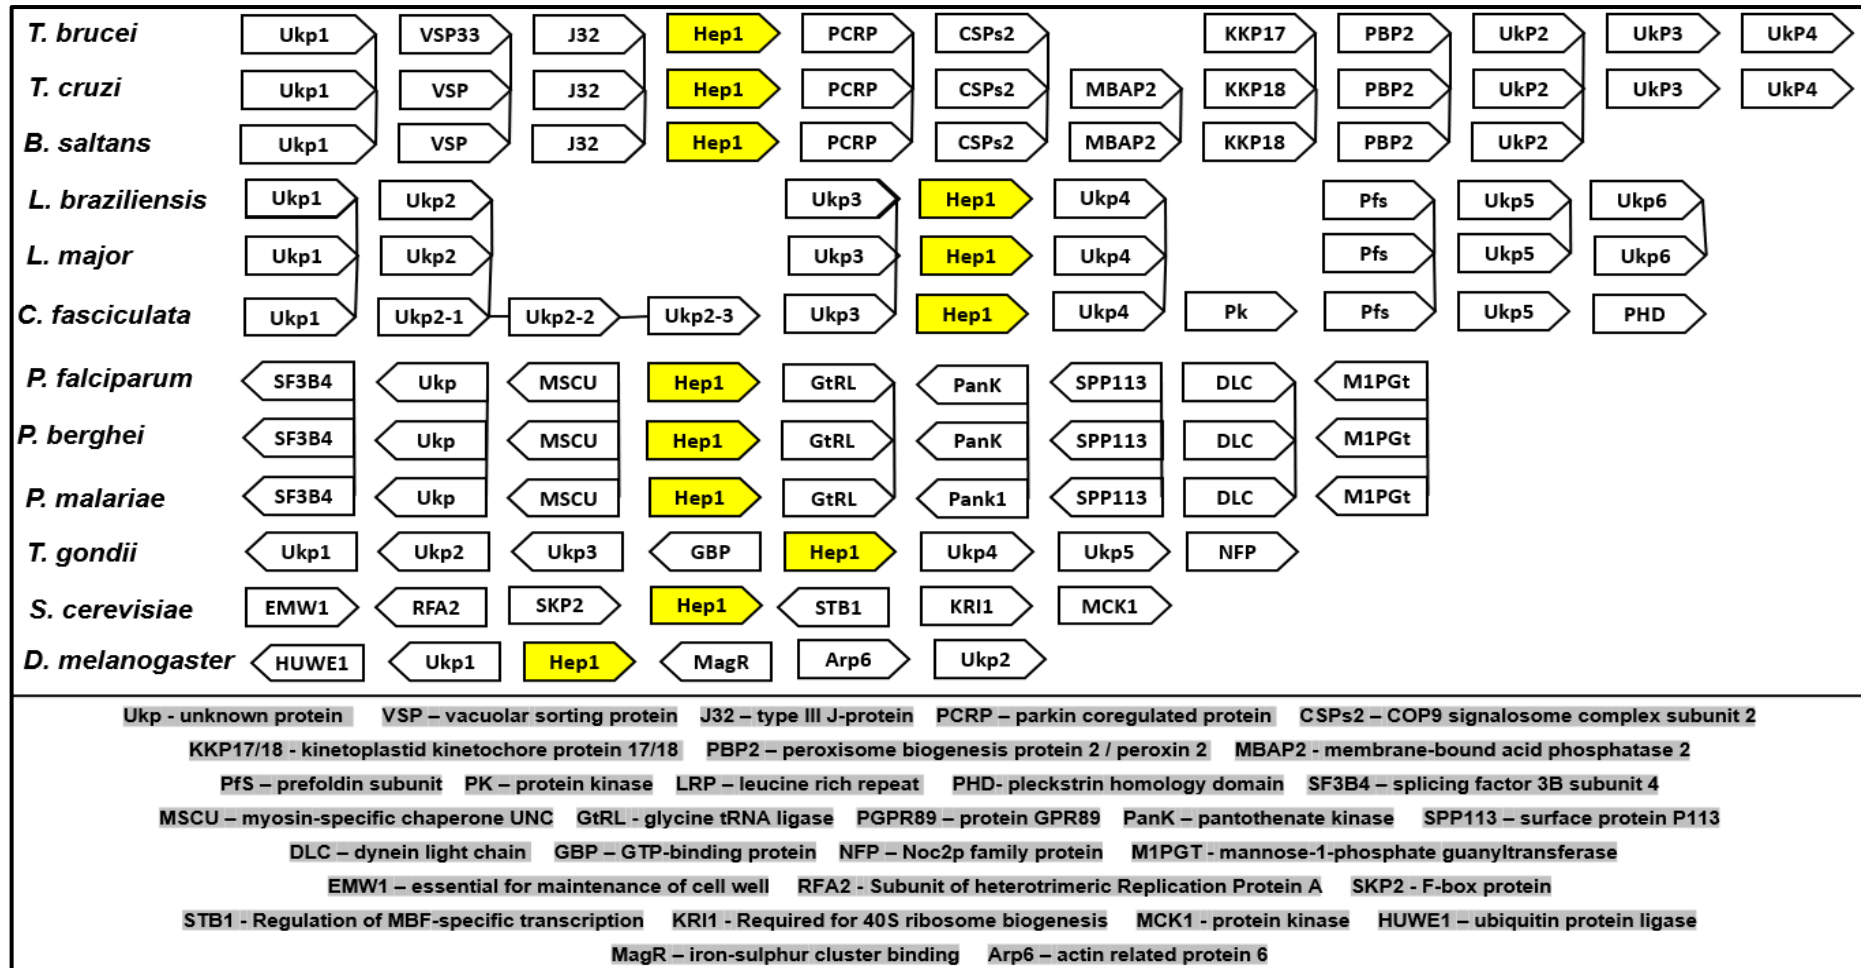 T. brucei Ukp1 VSP33 J32 Hep1 PCRP CSPs2 KKP17 PBP2 UkP2 UkP3 UkP4
T. cruzi Ukp1 VSP J32 Hep1 PCRP CSPs2 MBAP2 KKP18 PBP2 UkP2 UkP3 UkP4
B. saltans Ukp1 VSP J32 Hep1 PCRP CSPs2 MBAP2 KKP18 PBP2 UkP2
L. braziliensis Ukp1 Ukp2 Ukp3 Hep1 Ukp4 Pfs Ukp5 Ukp6
L. major Ukp1 Ukp2 Ukp3 Hep1 Ukp4 Pfs Ukp5 Ukp6
C. fasciculata Ukp1 Ukp2-1 Ukp2-2 Ukp2-3 Ukp3 Hep1 Ukp4 Pk Pfs Ukp5 PHD
P. falciparum SF3B4 Ukp MSCU Hep1 GtRL PanK SPP113 DLC M1PGt
P. berghei SF3B4 Ukp MSCU Hep1 GtRL PanK SPP113 DLC M1PGt
P. malariae SF3B4 Ukp MSCU Hep1 GtRL Pank1 SPP113 DLC M1PGt
T. gondii Ukp1 Ukp2 Ukp3 GBP Hep1 Ukp4 Ukp5 NFP
S. cerevisiae EMW1 RFA2 SKP2 Hep1 STB1 KRI1 MCK1
D. melanogaster HUWE1 Ukp1 Hep1 MagR Arp6 Ukp2
Ukp - unknown protein VSP – vacuolar sorting protein J32 – type III J-protein PCRP – parkin coregulated protein CSPs2 – COP9 signalosome complex subunit 2
KKP17/18 - kinetoplastid kinetochore protein 17/18 PBP2 – peroxisome biogenesis protein 2 / peroxin 2 MBAP2 - membrane-bound acid phosphatase 2
PfS – prefoldin subunit PK – protein kinase LRP – leucine rich repeat PHD- pleckstrin homology domain SF3B4 – splicing factor 3B subunit 4
MSCU – myosin-specific chaperone UNC GtRL - glycine tRNA ligase PGPR89 – protein GPR89 PanK – pantothenate kinase SPP113 – surface protein P113
DLC – dynein light chain GBP – GTP-binding protein NFP – Noc2p family protein M1PGT - mannose-1-phosphate guanyltransferase
EMW1 – essential for maintenance of cell well RFA2 - Subunit of heterotrimeric Replication Protein A SKP2 - F-box protein
STB1 - Regulation of MBF-specific transcription KRI1 - Required for 40S ribosome biogenesis MCK1 - protein kinase HUWE1 – ubiquitin protein ligase
MagR – iron-sulphur cluster binding Arp6 – actin related protein 6